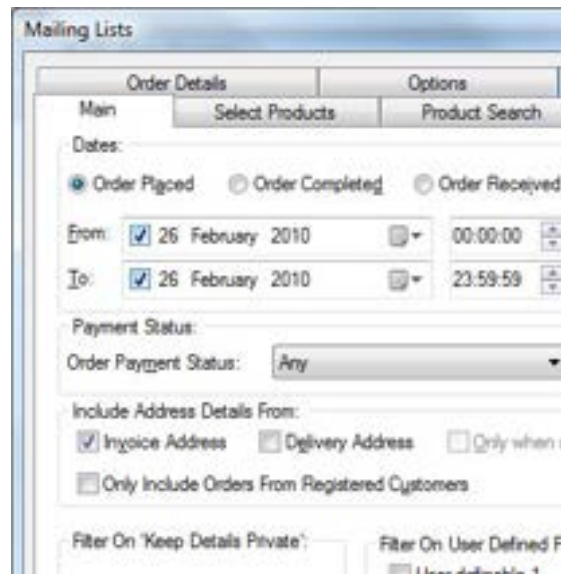 Mailing Lists
Order Details Options
Main Select Products Product Search
Dates:
Order Placed Order Completed Order Received
From: 26 February 2010 00:00:00
To: 26 February 2010 23:59:59
Payment Status:
Order Payment Status: Any
Include Address Details From:
Invoice Address Delivery Address Only when
Only Include Orders From Registered Customers
Filter On 'Keep Details Private': Filter On User Defined F
User definable 1